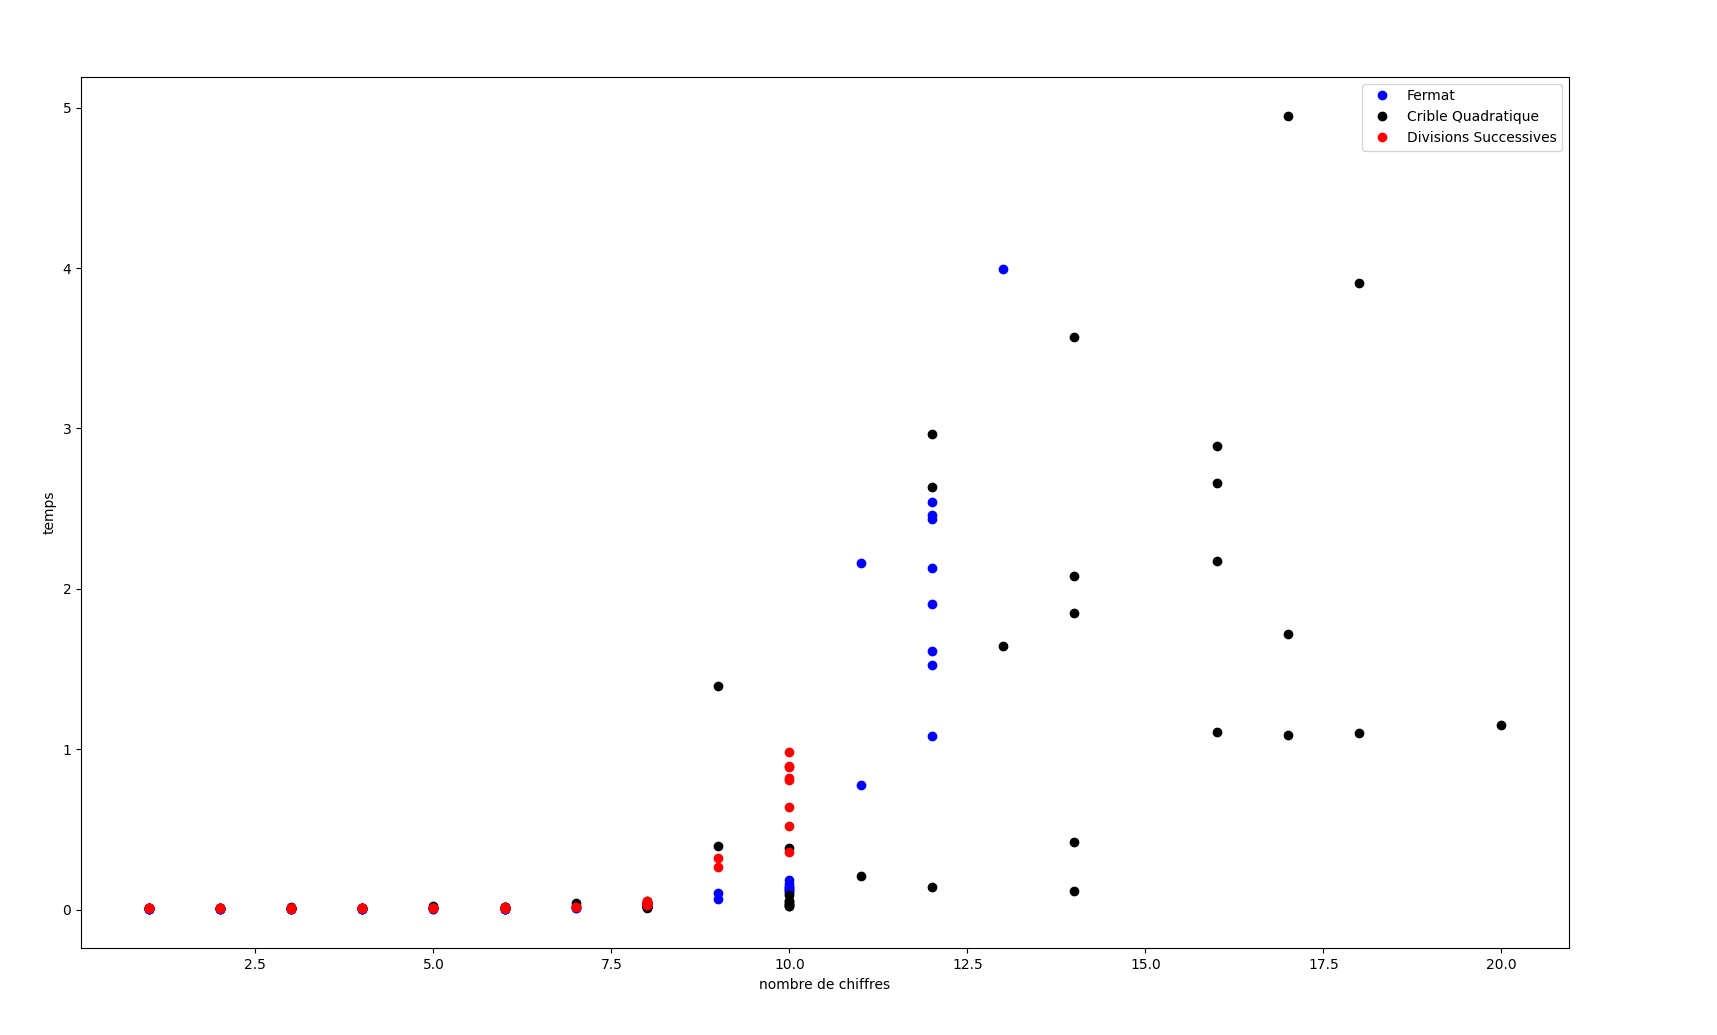 Fermat
Crible Quadratique
Divisions Successives
5
4
3
2
1
0
temps
2.5 5.0 7.5 10.0 12.5 15.0 17.5 20.0
nombre de chiffres